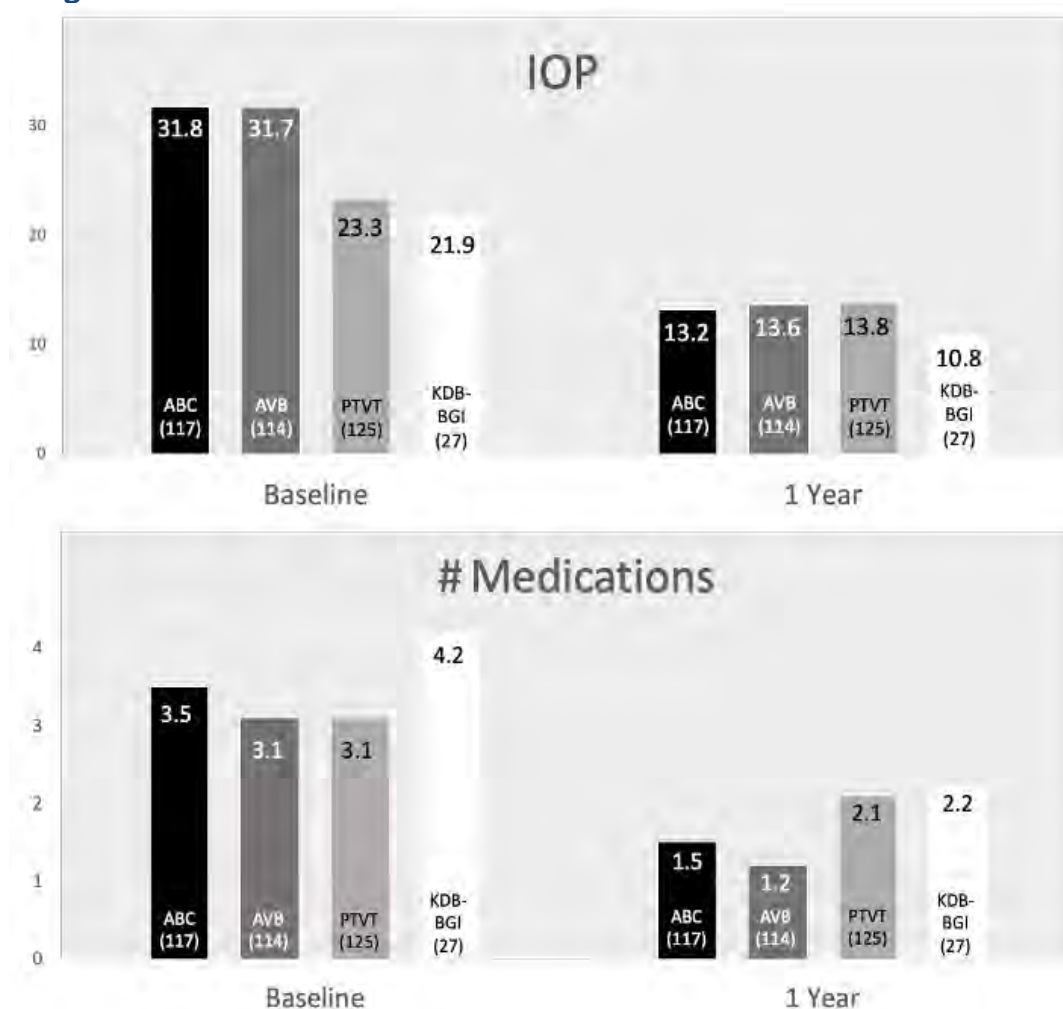 IOP
30
20
10
0
31.8
31.7
23.3
21.9
ABC
(117)
AVB
(114)
PTVT
(125)
KDB-
BGI
(27)
Baseline
13.2
13.6
13.8
10.8
ABC
(117)
AVB
(114)
PTVT
(125)
KDB-
BGI
(27)
1 Year
# Medications
4
3
2
1
0
3.5
3.1
3.1
4.2
ABC
(117)
AVB
(114)
PTVT
(125)
KDB-
BGI
(27)
Baseline
1.5
1.2
2.1
2.2
ABC
(117)
AVB
(114)
PTVT
(125)
KDB-
BGI
(27)
1 Year